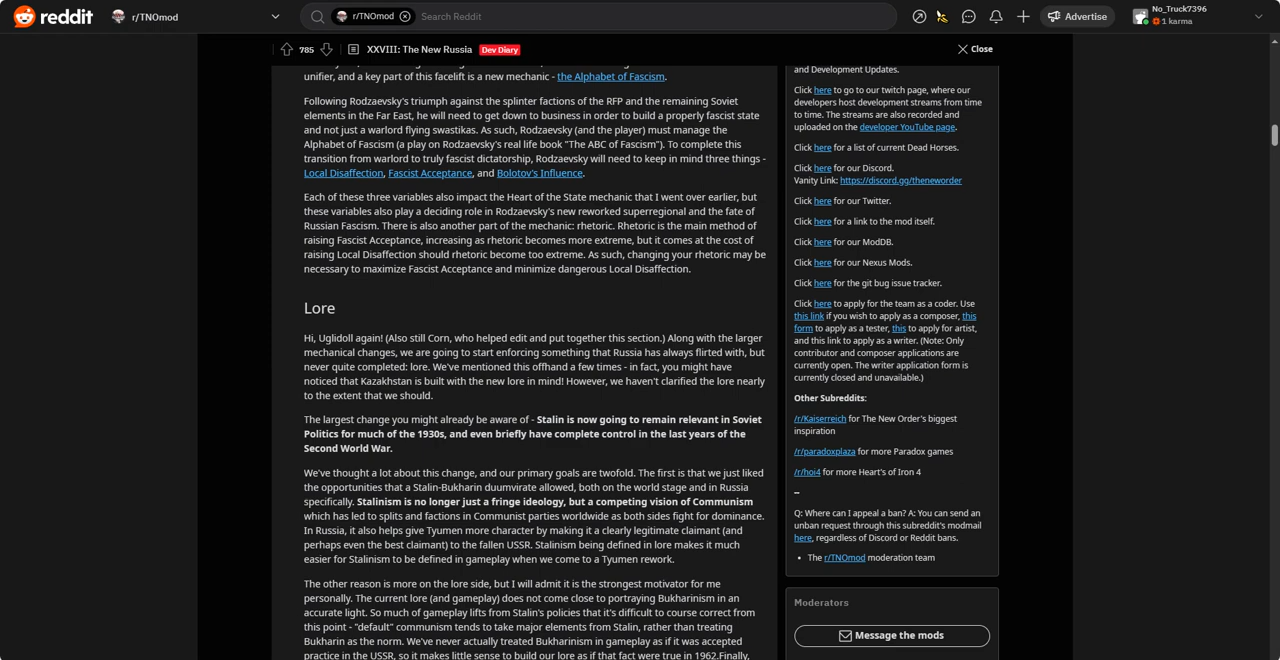 reddit
r/TNOmod
r/TNOmod
Search Reddit
Advertise
No_Truck7396
1 karma
785
XXVIII: The New Russia
Dev Diary
Close
unifier, and a key part of this facelift is a new mechanic - the Alphabet of Fascism.
Following Rodzaevsky's triumph against the splinter factions of the RFP and the remaining Soviet
elements in the Far East, he will need to get down to business in order to build a properly fascist state
and not just a warlord flying swastikas. As such, Rodzaevsky (and the player) must manage the
Alphabet of Fascism (a play on Rodzaevsky's real life book "The ABC of Fascism"). To complete this
transition from warlord to truly fascist dictatorship, Rodzaevsky will need to keep in mind three things -
Local Disaffection, Fascist Acceptance, and Bolotov's Influence.
Each of these three variables also impact the Heart of the State mechanic that I went over earlier, but
these variables also play a deciding role in Rodzaevsky's new reworked superregional and the fate of
Russian Fascism. There is also another part of the mechanic: rhetoric. Rhetoric is the main method of
raising Fascist Acceptance, increasing as rhetoric becomes more extreme, but it comes at the cost of
raising Local Disaffection should rhetoric become too extreme. As such, changing your rhetoric may be
necessary to maximize Fascist Acceptance and minimize dangerous Local Disaffection.
Lore
Hi, Uglidoll again! (Also still Corn, who helped edit and put together this section.) Along with the larger
mechanical changes, we are going to start enforcing something that Russia has always flirted with, but
never quite completed: lore. We've mentioned this offhand a few times - in fact, you might have
noticed that Kazakhstan is built with the new lore in mind! However, we haven't clarified the lore nearly
to the extent that we should.
The largest change you might already be aware of - Stalin is now going to remain relevant in Soviet
Politics for much of the 1930s, and even briefly have complete control in the last years of the
Second World War.
We've thought a lot about this change, and our primary goals are twofold. The first is that we just liked
the opportunities that a Stalin-Bukharin duumvirate allowed, both on the world stage and in Russia
specifically. Stalinism is no longer just a fringe ideology, but a competing vision of Communism
which has led to splits and factions in Communist parties worldwide as both sides fight for dominance.
In Russia, it also helps give Tyumen more character by making it a clearly legitimate claimant (and
perhaps even the best claimant) to the fallen USSR. Stalinism being defined in lore makes it much
easier for Stalinism to be defined in gameplay when we come to a Tyumen rework.
The other reason is more on the lore side, but I will admit it is the strongest motivator for me
personally. The current lore (and gameplay) does not come close to portraying Bukharinism in an
accurate light. So much of gameplay lifts from Stalin's policies that it's difficult to course correct from
this point - "default" communism tends to take major elements from Stalin, rather than treating
Bukharin as the norm. We've never actually treated Bukharinism in gameplay as if it was accepted
practice in the USSR, so it makes little sense to build our lore as if that fact were true in 1962.Finally,
and Development Updates.
Click here to go to our twitch page, where our
developers host development streams from time
to time. The streams are also recorded and
uploaded on the developer YouTube page.
Click here for a list of current Dead Horses.
Click here for our Discord.
Vanity Link: https://discord.gg/theneworder
Click here for our Twitter.
Click here for a link to the mod itself.
Click here for our ModDB.
Click here for our Nexus Mods.
Click here for the git bug issue tracker.
Click here to apply for the team as a coder. Use
this link if you wish to apply as a composer, this
form to apply as a tester, this to apply for artist,
and this link to apply as a writer. (Note: Only
contributor and composer applications are
currently open. The writer application form is
currently closed and unavailable.)
Other Subreddits:
/r/Kaiserreich for The New Order's biggest
inspiration
/r/paradoxplaza for more Paradox games
/r/hoi4 for more Heart's of Iron 4
–
Q: Where can I appeal a ban? A: You can send an
unban request through this subreddit's modmail
here, regardless of Discord or Reddit bans.
• The r/TNOmod moderation team
Moderators
Message the mods